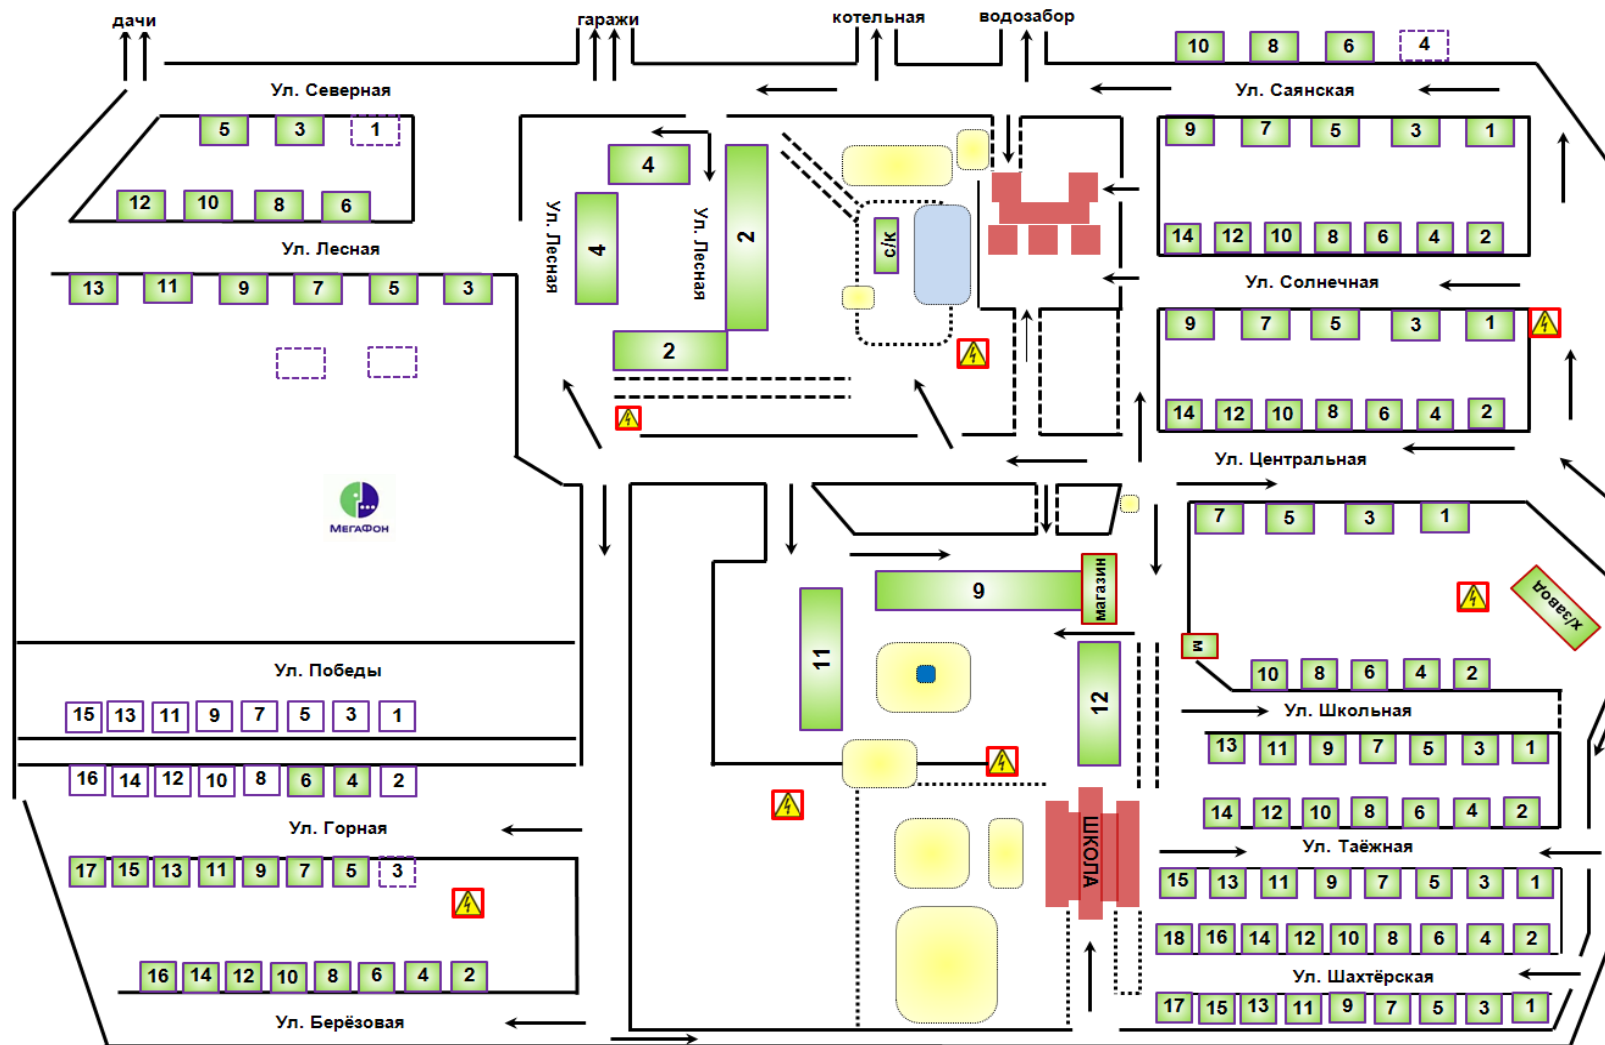 дачи
гаражи
котельная
водозабор
10 8 6 4
Ул. Северная
Ул. Саянская
5 3 1
9 7 5 3 1
4
12 10 8 6
2
4
Ул. Лесная
Ул. Лесная
с/к
14 12 10 8 6 4 2
Ул. Лесная
Ул. Солнечная
13 11 9 7 5 3
9 7 5 3 1
2
14 12 10 8 6 4 2
Ул. Центральная
МегаФон
7 5 3 1
9
магазин
х/завод
11
12
м
Ул. Победы
10 8 6 4 2
15 13 11 9 7 5 3 1
Ул. Школьная
13 11 9 7 5 3 1
16 14 12 10 8 6 4 2
14 12 10 8 6 4 2
Ул. Горная
ШКОЛА
Ул. Таёжная
17 15 13 11 9 7 5 3
15 13 11 9 7 5 3 1
18 16 14 12 10 8 6 4 2
16 14 12 10 8 6 4 2
Ул. Шахтёрская
17 15 13 11 9 7 5 3 1
Ул. Берёзовая